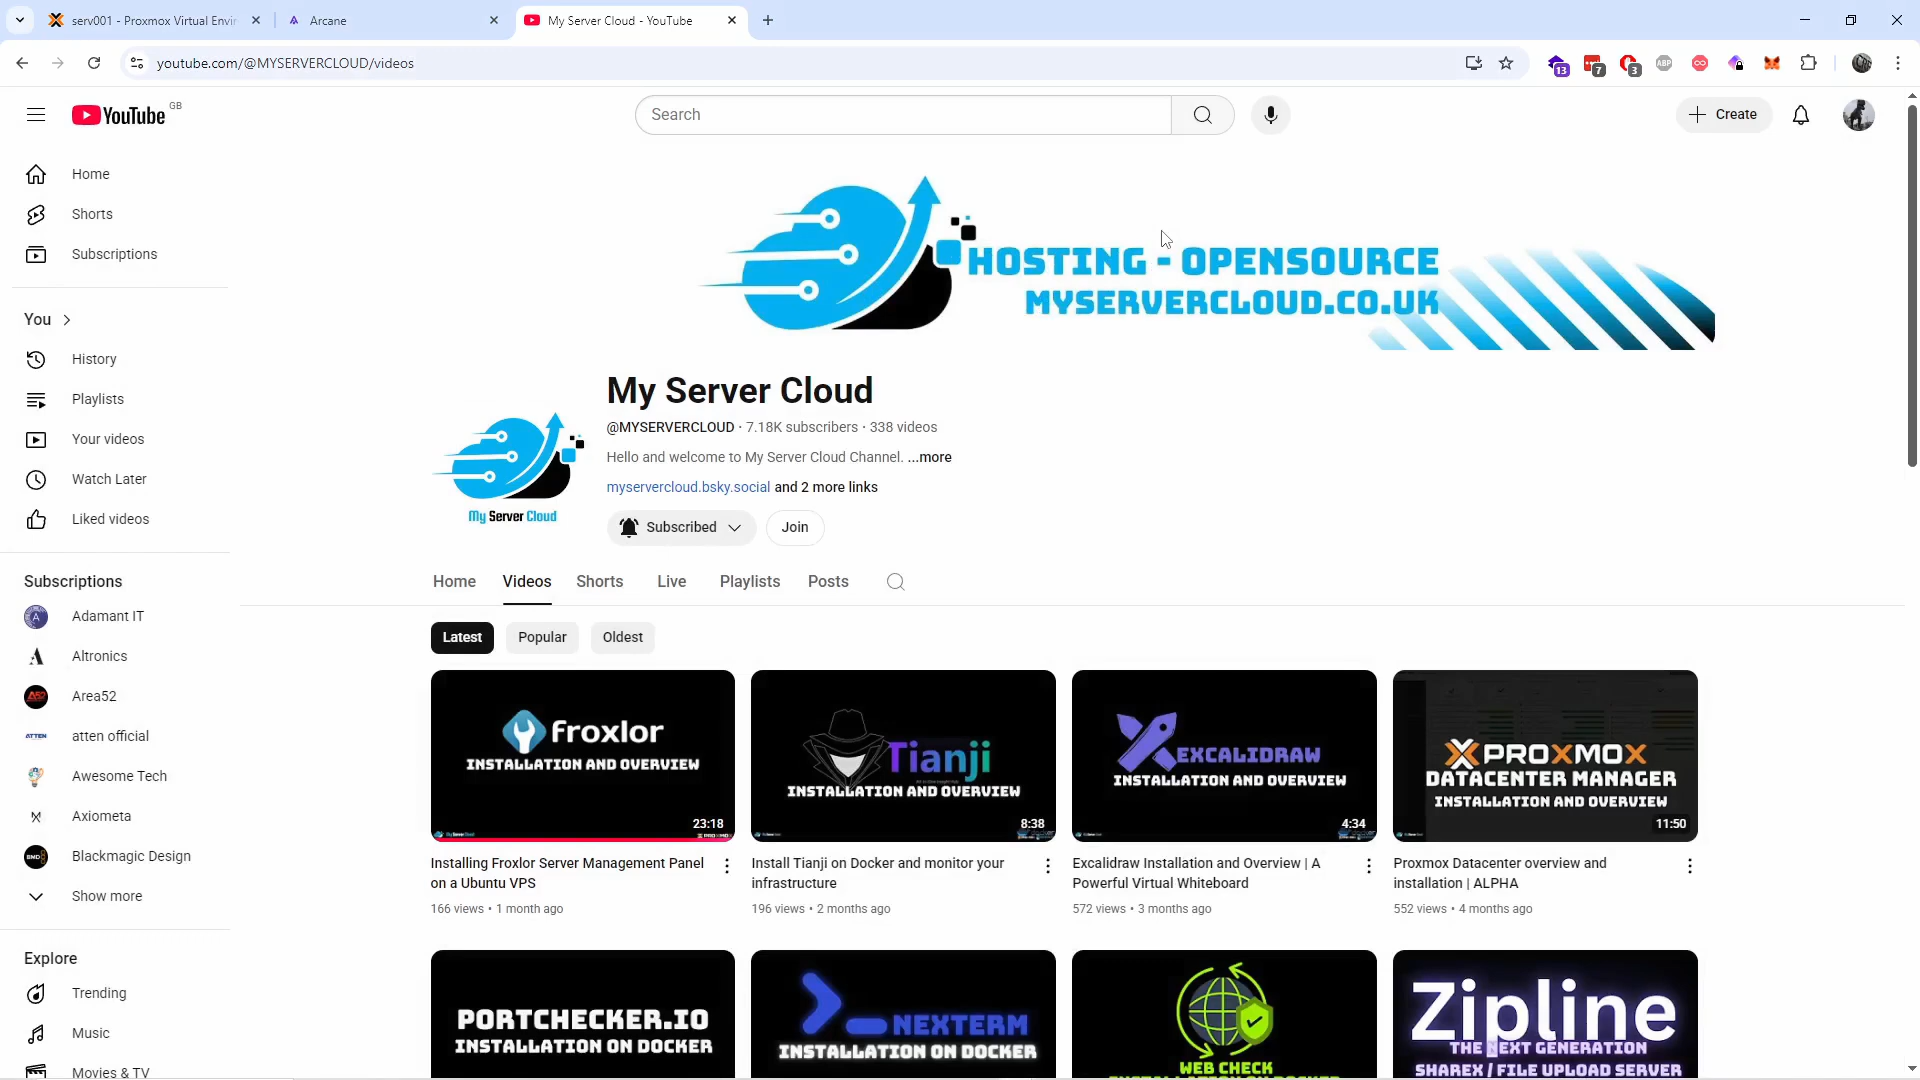 serv001 - Proxmox Virtual Envir
Arcane
My Server Cloud - YouTube
youtube.com/@MYSERVERCLOUD/videos
13
7
3
ABP
YouTube GB
Search
Create
Home
Shorts
Subscriptions
You
History
Playlists
Your videos
Watch Later
Liked videos
Subscriptions
Adamant IT
Altronics
Area52
atten official
Awesome Tech
Axiometa
Blackmagic Design
Show more
Explore
Trending
Music
Movies & TV
HOSTING - OPENSOURCE
MYSERVERCLOUD.CO.UK
My Server Cloud
My Server Cloud
@MYSERVERCLOUD · 7.18K subscribers · 338 videos
Hello and welcome to My Server Cloud Channel. ...more
myservercloud.bsky.social and 2 more links
Subscribed
Join
Home Videos Shorts Live Playlists Posts
Latest Popular Oldest
froxlor
INSTALLATION AND OVERVIEW
23:18
Installing Froxlor Server Management Panel
on a Ubuntu VPS
166 views • 1 month ago
Tianji
INSTALLATION AND OVERVIEW
8:38
Install Tianji on Docker and monitor your
infrastructure
196 views • 2 months ago
EXCALIDRAW
INSTALLATION AND OVERVIEW
4:34
Excalidraw Installation and Overview | A
Powerful Virtual Whiteboard
572 views • 3 months ago
PROXMOX
DATACENTER MANAGER
INSTALLATION AND OVERVIEW
11:50
Proxmox Datacenter overview and
installation | ALPHA
552 views • 4 months ago
PORTCHECKER.IO
INSTALLATION ON DOCKER
NEXTERM
INSTALLATION ON DOCKER
WEB CHECK
INSTALLATION ON DOCKER
Zipline
THE NEXT GENERATION
SHAREX / FILE UPLOAD SERVER